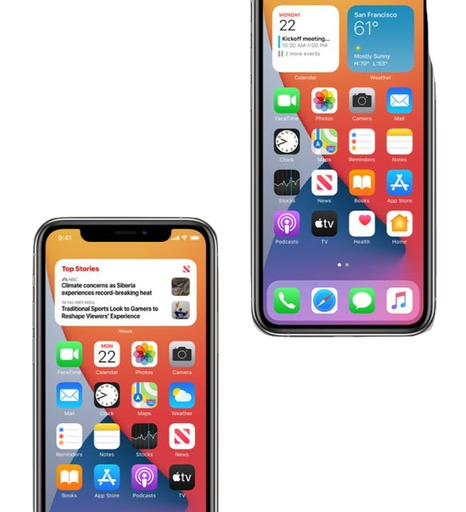 MONDAY
22
Kickoff meeting...
10:30 AM–1:00 PM
2 more events
Calendar
San Francisco
61°
Mostly Sunny
H:70° L:53°
Weather
FaceTime
Photos
Camera
Mail
Clock
Maps
Reminders
Notes
Stocks
News
Books
App Store
Podcasts
tv
TV
Health
Home
9:41
Top Stories
Climate concerns as Siberia
experiences record-breaking heat
Traditional Sports Look to Gamers to
Reshape Viewers' Experience
News
FaceTime
MON
22
Calendar
Photos
Camera
Mail
Clock
Maps
Weather
Reminders
Notes
Stocks
News
Books
App Store
Podcasts
tv
TV